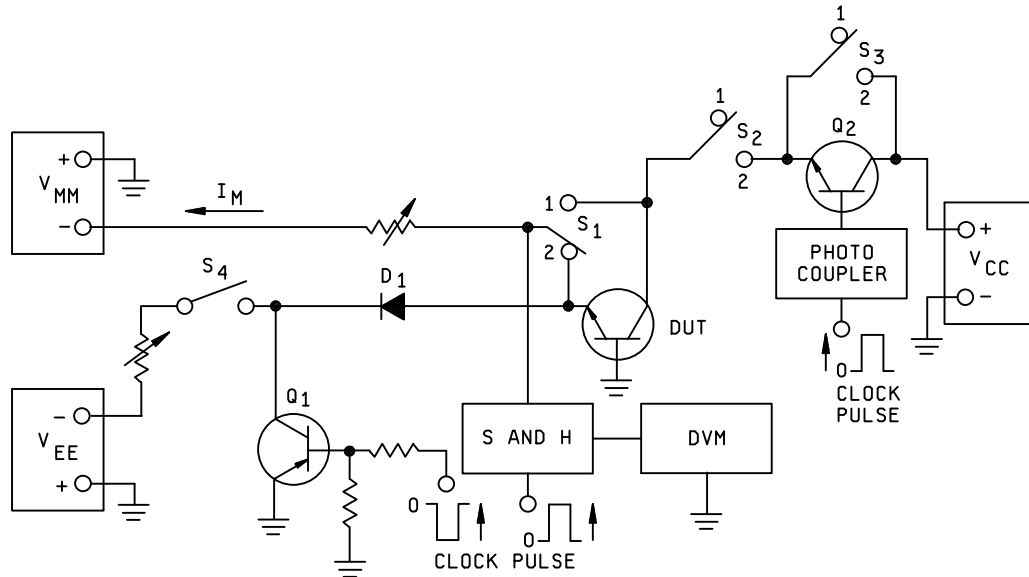 1
S3
2
Q2
1
S2
2
+
VMM
−
IM
1
S1
2
PHOTO
COUPLER
+
VCC
−
S4
D1
DUT
0
CLOCK
PULSE
−
VEE
+
Q1
S AND H
DVM
0
0
CLOCK PULSE